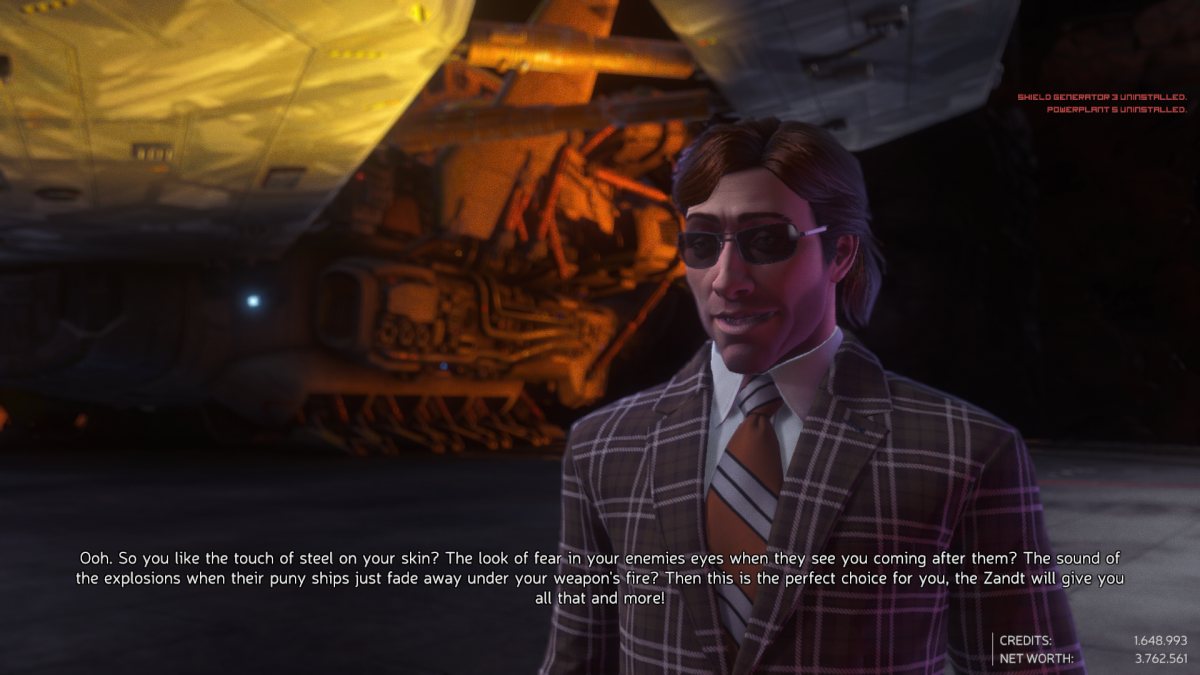 SHIELD GENERATOR 3 UNINSTALLED.
POWERPLANT 5 UNINSTALLED.
Ooh. So you like the touch of steel on your skin? The look of fear in your enemies eyes when they see you coming after them? The sound of
the explosions when their puny ships just fade away under your weapon's fire? Then this is the perfect choice for you, the Zandt will give you
all that and more!
CREDITS: 1.648.993
NET WORTH: 3.762.561